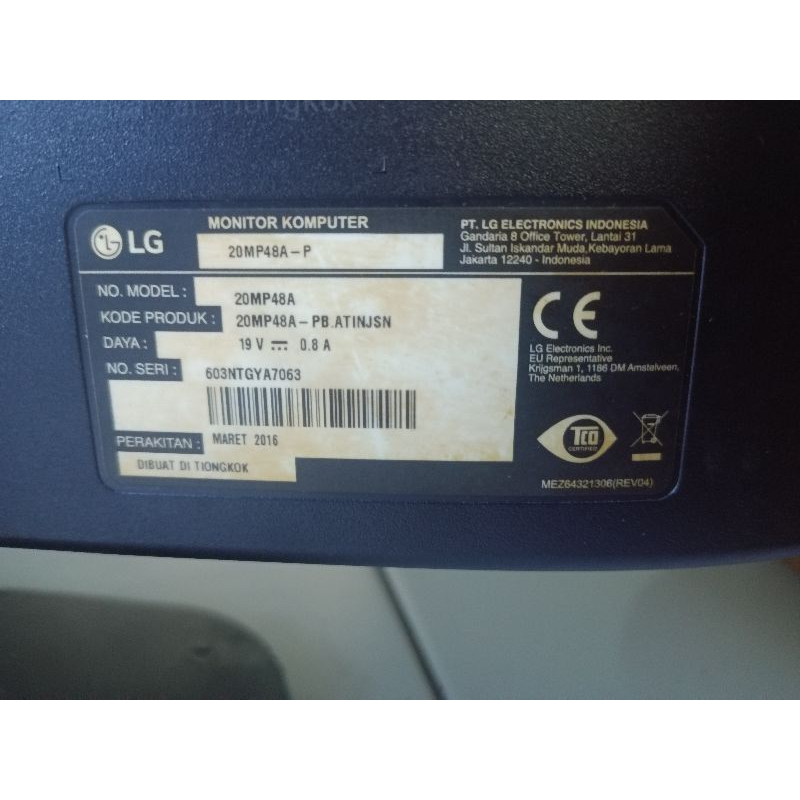 Tiongkok
LG
MONITOR KOMPUTER
20MP48A-P
PT. LG ELECTRONICS INDONESIA
Gandaria 8 Office Tower, Lantai 31
Jl. Sultan Iskandar Muda,Kebayoran Lama
Jakarta 12240 - Indonesia
NO. MODEL : 20MP48A
KODE PRODUK : 20MP48A-PB.ATINJSN
DAYA : 19 V 0.8 A
NO. SERI : 603NTGYA7063
PERAKITAN : MARET 2016
DIBUAT DI TIONGKOK
CE
LG Electronics Inc.
EU Representative
Krijgsman 1, 1186 DM Amstelveen,
The Netherlands
TCO
CERTIFIED
MEZ64321306(REV04)